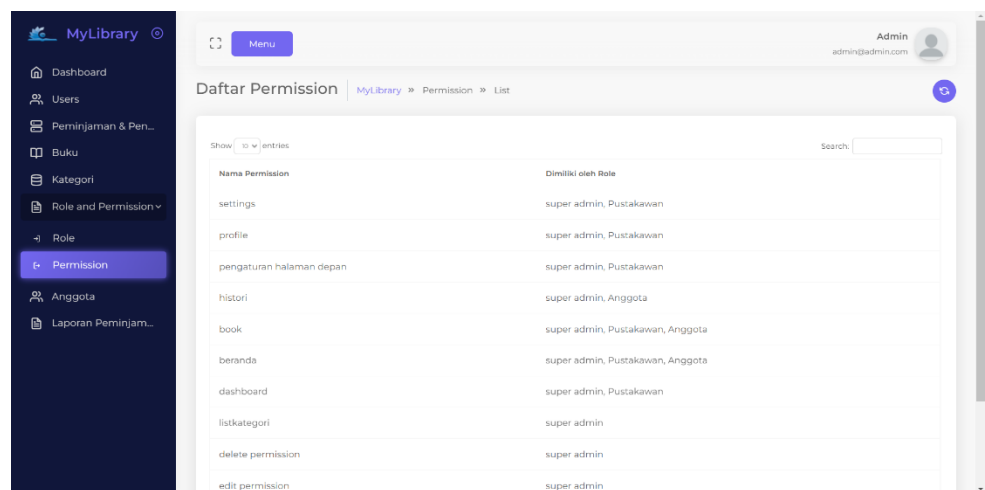 MyLibrary
Dashboard
Users
Peminjaman & Pen...
Buku
Kategori
Role and Permission
Role
Permission
Anggota
Laporan Peminjam...
Menu
Admin
admin@admin.com
Daftar Permission
MyLibrary » Permission » List
Show 10 entries
Search:
Nama Permission Dimiliki oleh Role
settings super admin, Pustakawan
profile super admin, Pustakawan
pengaturan halaman depan super admin, Pustakawan
histori super admin, Anggota
book super admin, Pustakawan, Anggota
beranda super admin, Pustakawan, Anggota
dashboard super admin, Pustakawan
listkategori super admin
delete permission super admin
edit permission super admin